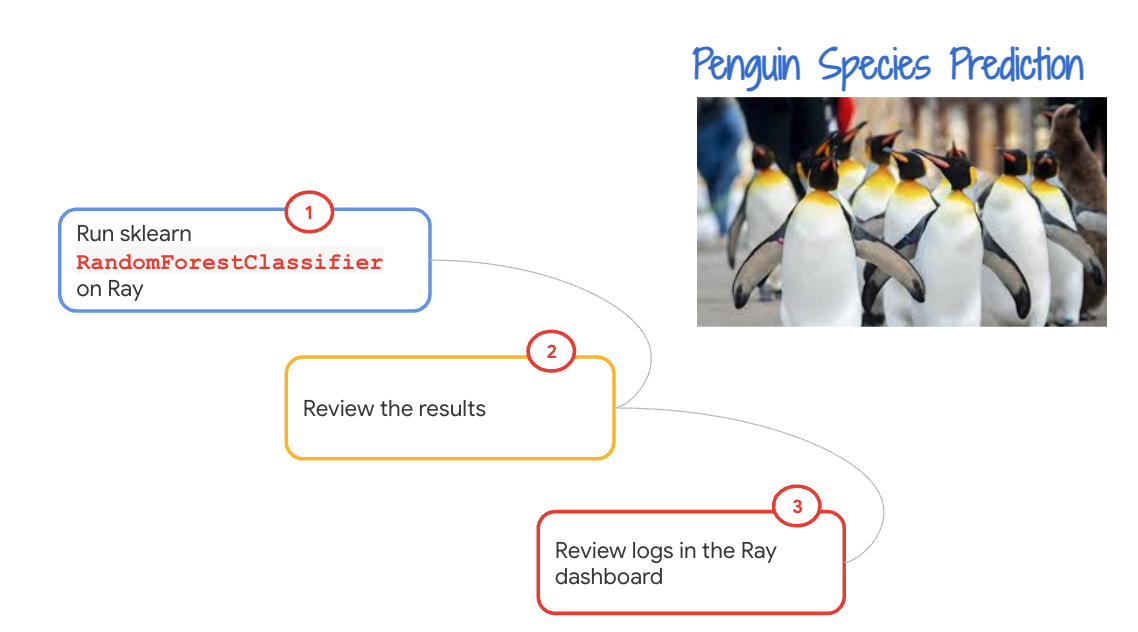 Penguin Species Prediction
1
Run sklearn
RandomForestClassifier
on Ray
2
Review the results
3
Review logs in the Ray
dashboard